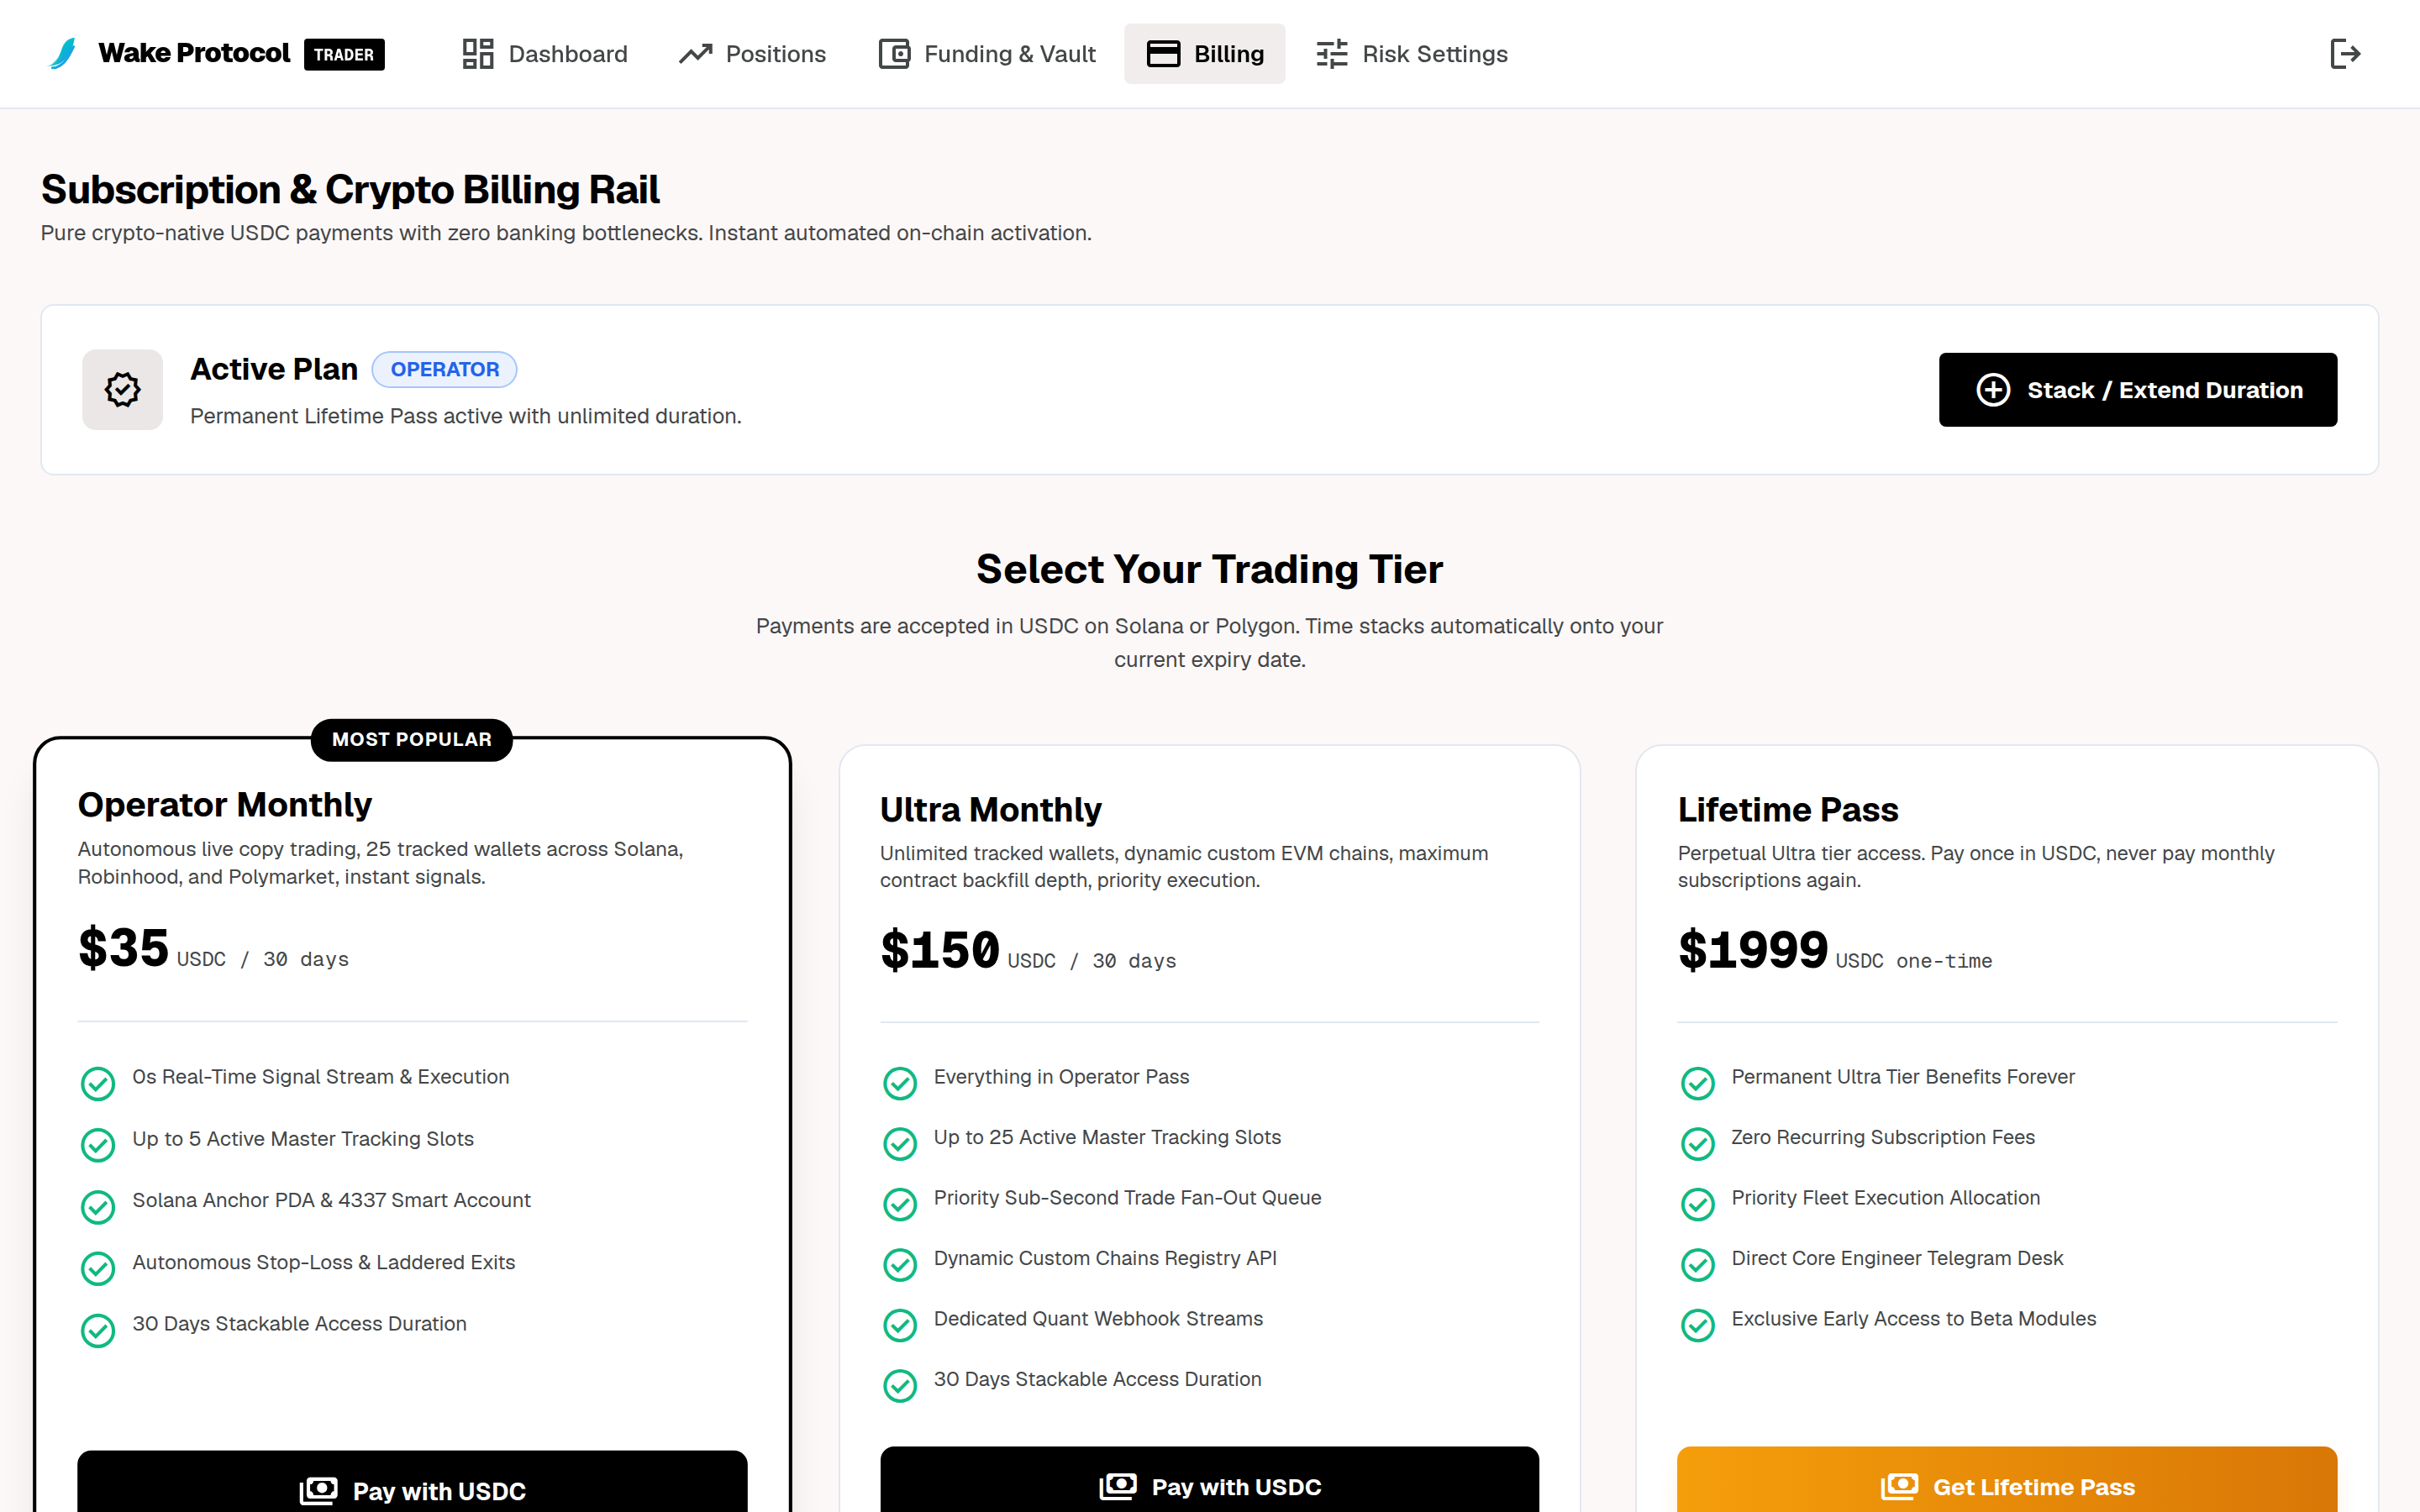 Wake Protocol TRADER Dashboard Positions Funding & Vault Billing Risk Settings
Subscription & Crypto Billing Rail
Pure crypto-native USDC payments with zero banking bottlenecks. Instant automated on-chain activation.
Active Plan OPERATOR
Permanent Lifetime Pass active with unlimited duration.
Stack / Extend Duration
Select Your Trading Tier
Payments are accepted in USDC on Solana or Polygon. Time stacks automatically onto your
current expiry date.
MOST POPULAR
Operator Monthly
Autonomous live copy trading, 25 tracked wallets across Solana,
Robinhood, and Polymarket, instant signals.
$35 USDC / 30 days
0s Real-Time Signal Stream & Execution
Up to 5 Active Master Tracking Slots
Solana Anchor PDA & 4337 Smart Account
Autonomous Stop-Loss & Laddered Exits
30 Days Stackable Access Duration
Pay with USDC
Ultra Monthly
Unlimited tracked wallets, dynamic custom EVM chains, maximum
contract backfill depth, priority execution.
$150 USDC / 30 days
Everything in Operator Pass
Up to 25 Active Master Tracking Slots
Priority Sub-Second Trade Fan-Out Queue
Dynamic Custom Chains Registry API
Dedicated Quant Webhook Streams
30 Days Stackable Access Duration
Pay with USDC
Lifetime Pass
Perpetual Ultra tier access. Pay once in USDC, never pay monthly
subscriptions again.
$1999 USDC one-time
Permanent Ultra Tier Benefits Forever
Zero Recurring Subscription Fees
Priority Fleet Execution Allocation
Direct Core Engineer Telegram Desk
Exclusive Early Access to Beta Modules
Get Lifetime Pass